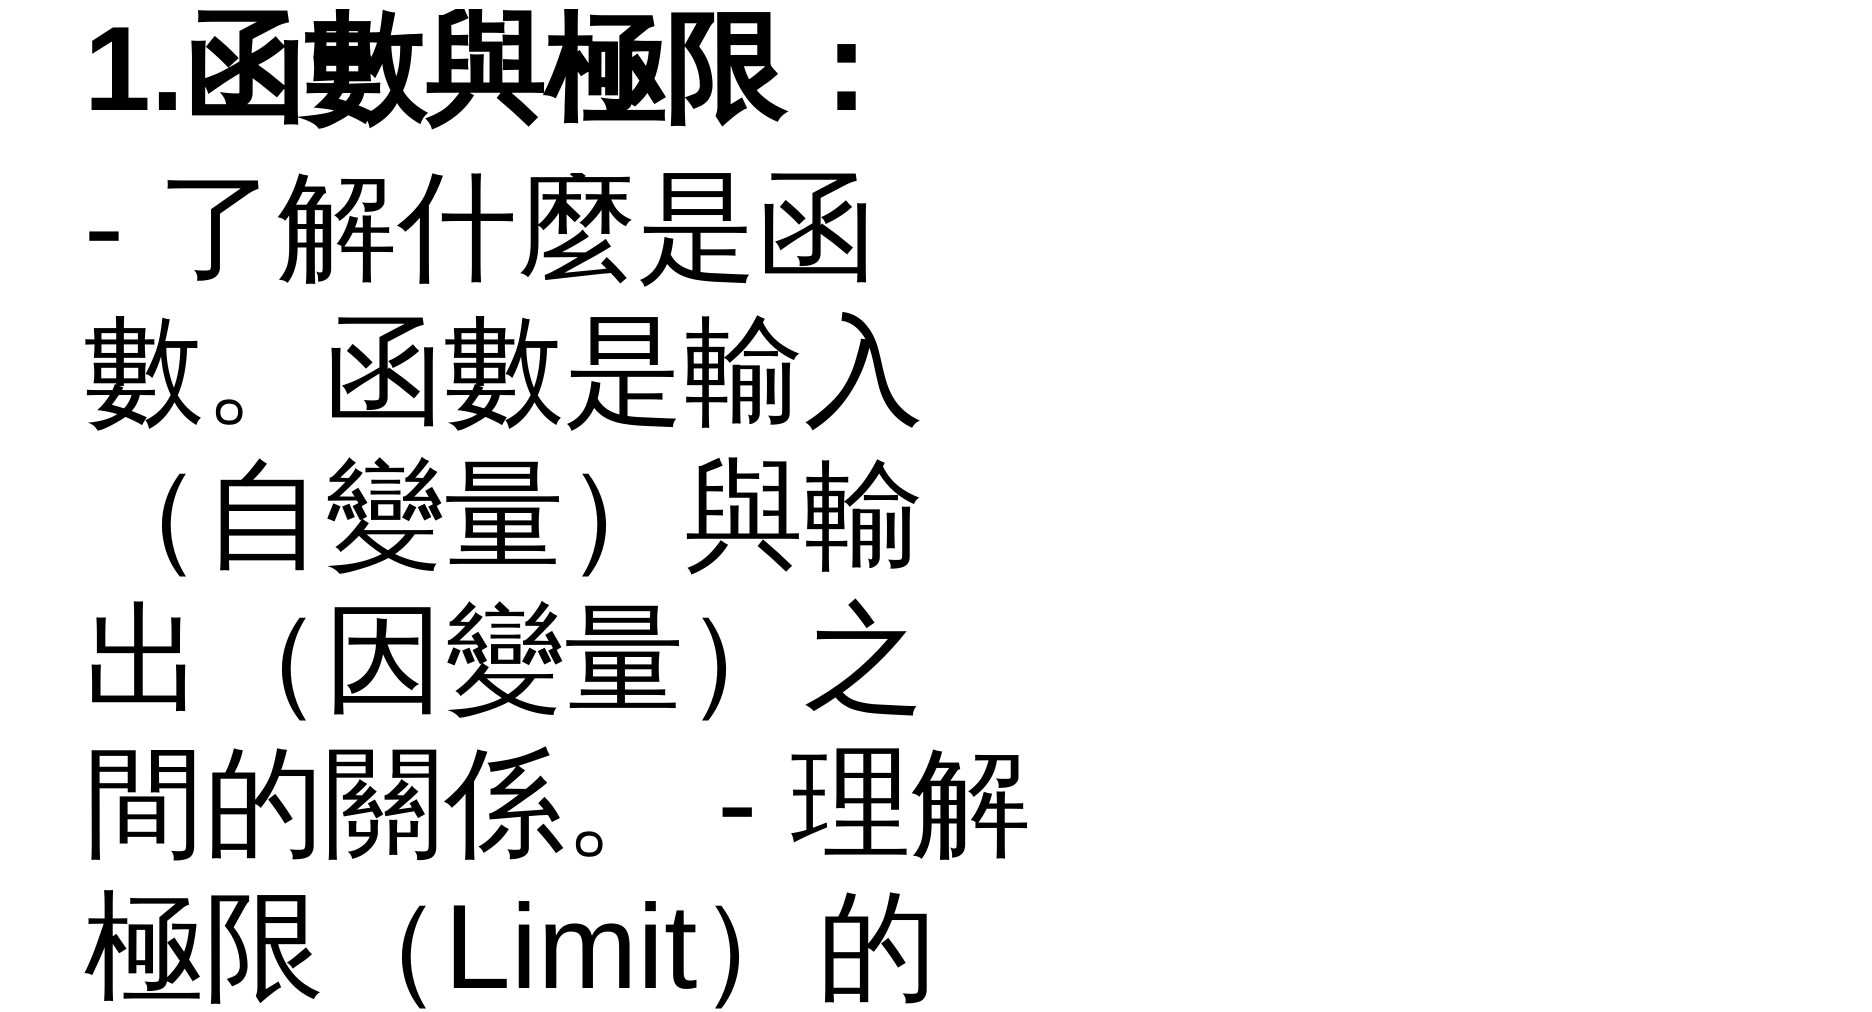 1.函數與極限：
- 了解什麼是函
數。函數是輸入
（自變量）與輸
出（因變量）之
間的關係。 - 理解
極限（Limit）的